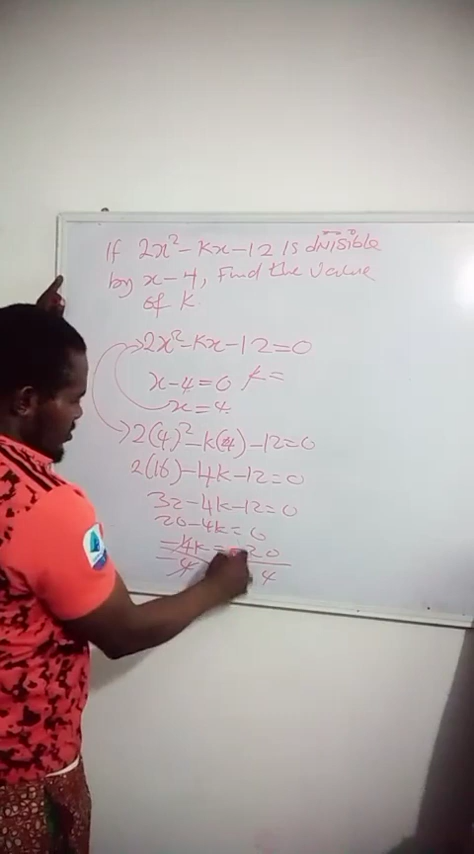 If 2x²-Kx-12 is divisible
by x-4, Find the value
of K.
2x²-Kx-12=0
x-4=0 K=
x=4
2(4)²-K(4)-12=0
2(16)-4K-12=0
32-4K-12=0
20-4K=0
-4K= 20
4 4